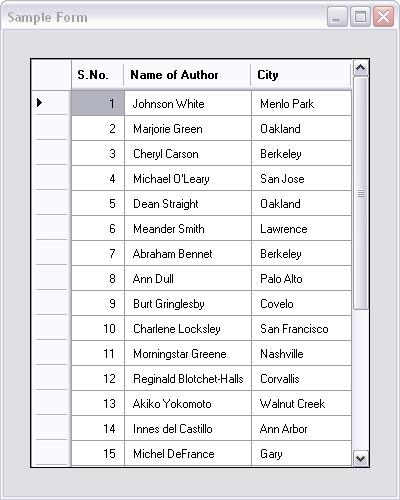 Sample Form
S.No. Name of Author City
1 Johnson White Menlo Park
2 Marjorie Green Oakland
3 Cheryl Carson Berkeley
4 Michael O'Leary San Jose
5 Dean Straight Oakland
6 Meander Smith Lawrence
7 Abraham Bennet Berkeley
8 Ann Dull Palo Alto
9 Burt Gringlesby Covelo
10 Charlene Locksley San Francisco
11 Morningstar Greene Nashville
12 Reginald Blotchet-Halls Corvallis
13 Akiko Yokomoto Walnut Creek
14 Innes del Castillo Ann Arbor
15 Michel DeFrance Gary